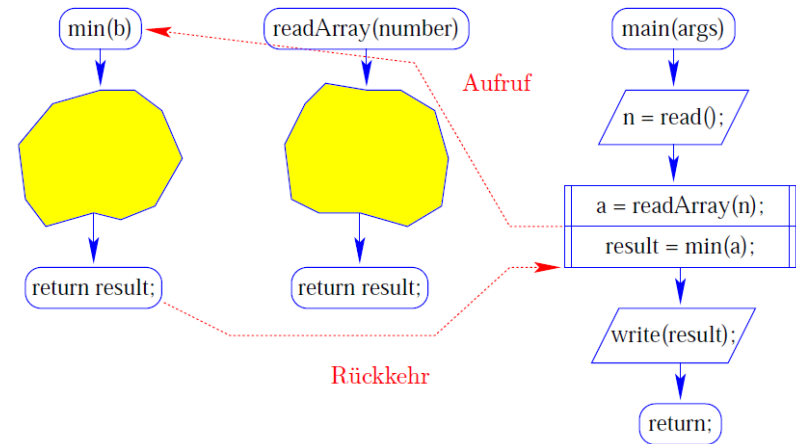 min(b)
readArray(number)
main(args)
Aufruf
n = read();
a = readArray(n);
result = min(a);
return result;
return result;
write(result);
Rückkehr
return;